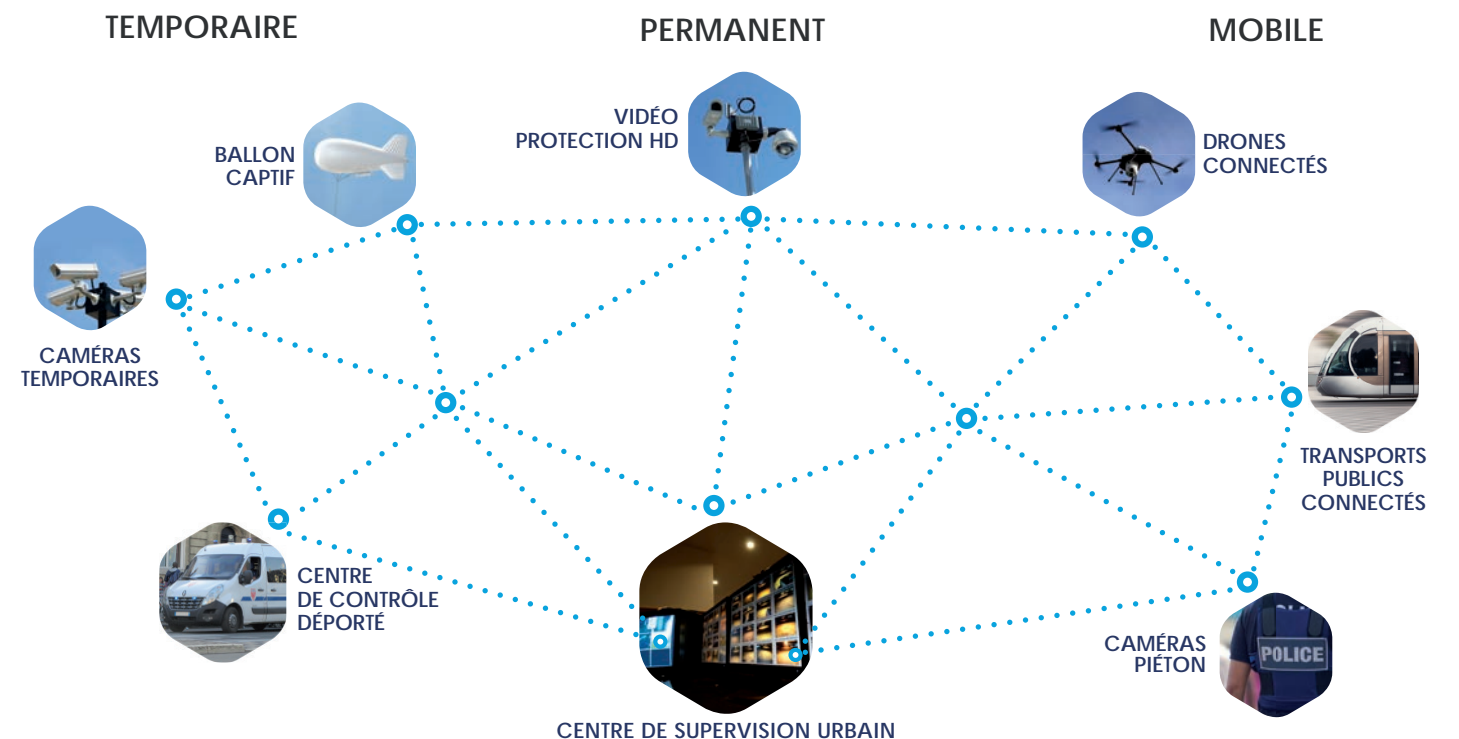 TEMPORAIRE
PERMANENT
MOBILE
VIDÉO
PROTECTION HD
BALLON
CAPTIF
DRONES
CONNECTÉS
CAMÉRAS
TEMPORAIRES
TRANSPORTS
PUBLICS
CONNECTÉS
CENTRE
DE CONTRÔLE
DÉPORTÉ
CAMÉRAS
PIÉTON
POLICE
CENTRE DE SUPERVISION URBAIN